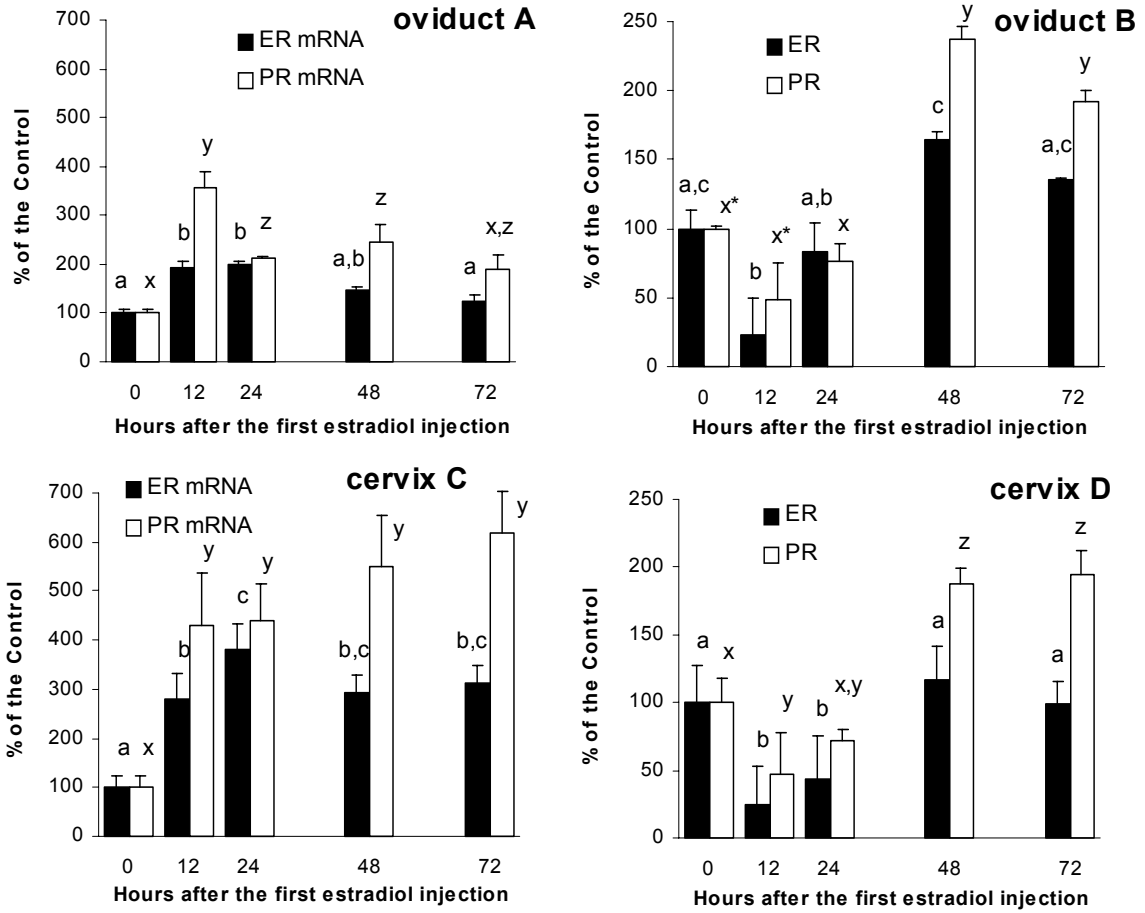 oviduct A
ER mRNA
PR mRNA
% of the Control
700
600
500
400
300
200
100
0
a x b y b z a,b z a x,z
0 12 24 48 72
Hours after the first estradiol injection
oviduct B
ER
PR
% of the Control
250
200
150
100
50
0
a,c x* b x* a,b x c y a,c y
0 12 24 48 72
Hours after the first estradiol injection
cervix C
ER mRNA
PR mRNA
% of the Control
700
600
500
400
300
200
100
0
a x b y c y b,c y b,c y
0 12 24 48 72
Hours after the first estradiol injection
cervix D
ER
PR
% of the Control
250
200
150
100
50
0
a x b y b x,y a z a z
0 12 24 48 72
Hours after the first estradiol injection